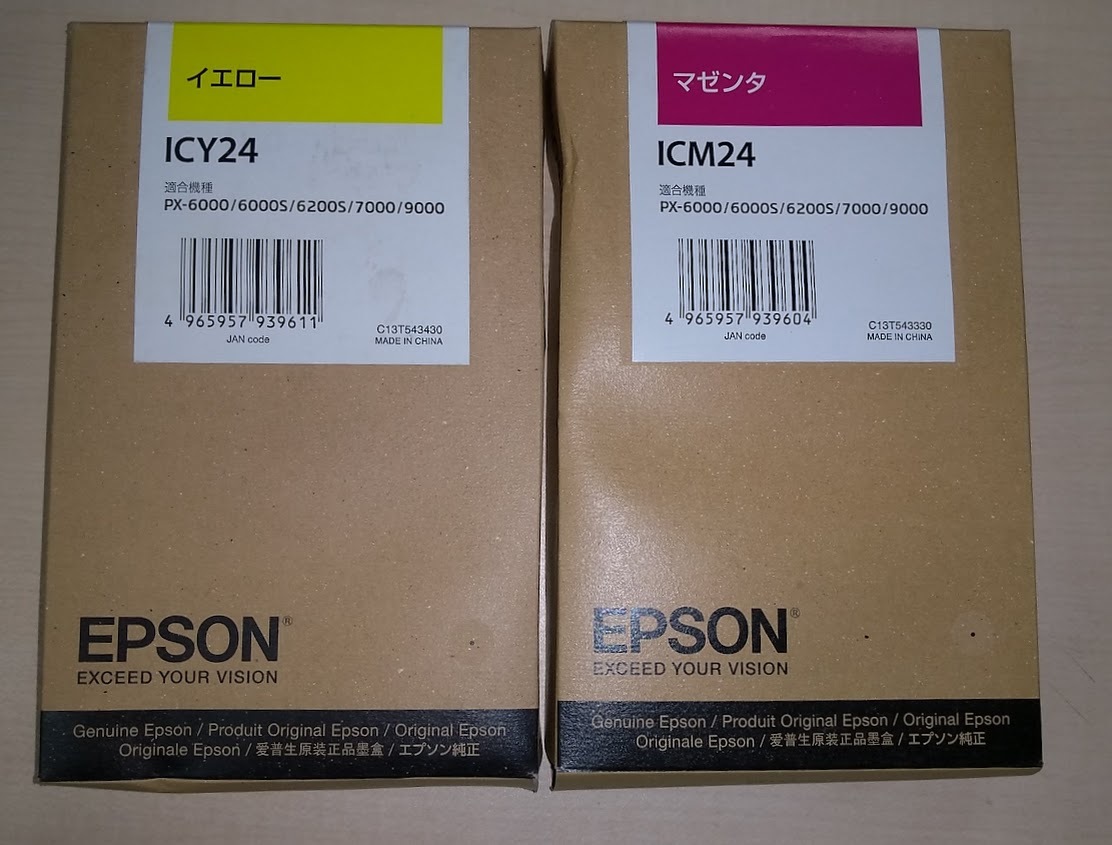 イエロー
ICY24
適合機種
PX-6000/6000S/6200S/7000/9000
4 965957 939611
JAN code
C13T543430
MADE IN CHINA
EPSON®
EXCEED YOUR VISION
Genuine Epson / Produit Original Epson / Original Epson
Originale Epson / 爱普生原装正品墨盒 / エプソン純正
マゼンタ
ICM24
適合機種
PX-6000/6000S/6200S/7000/9000
4 965957 939604
JAN code
C13T543330
MADE IN CHINA
EPSON®
EXCEED YOUR VISION
Genuine Epson / Produit Original Epson / Original Epson
Originale Epson / 爱普生原装正品墨盒 / エプソン純正